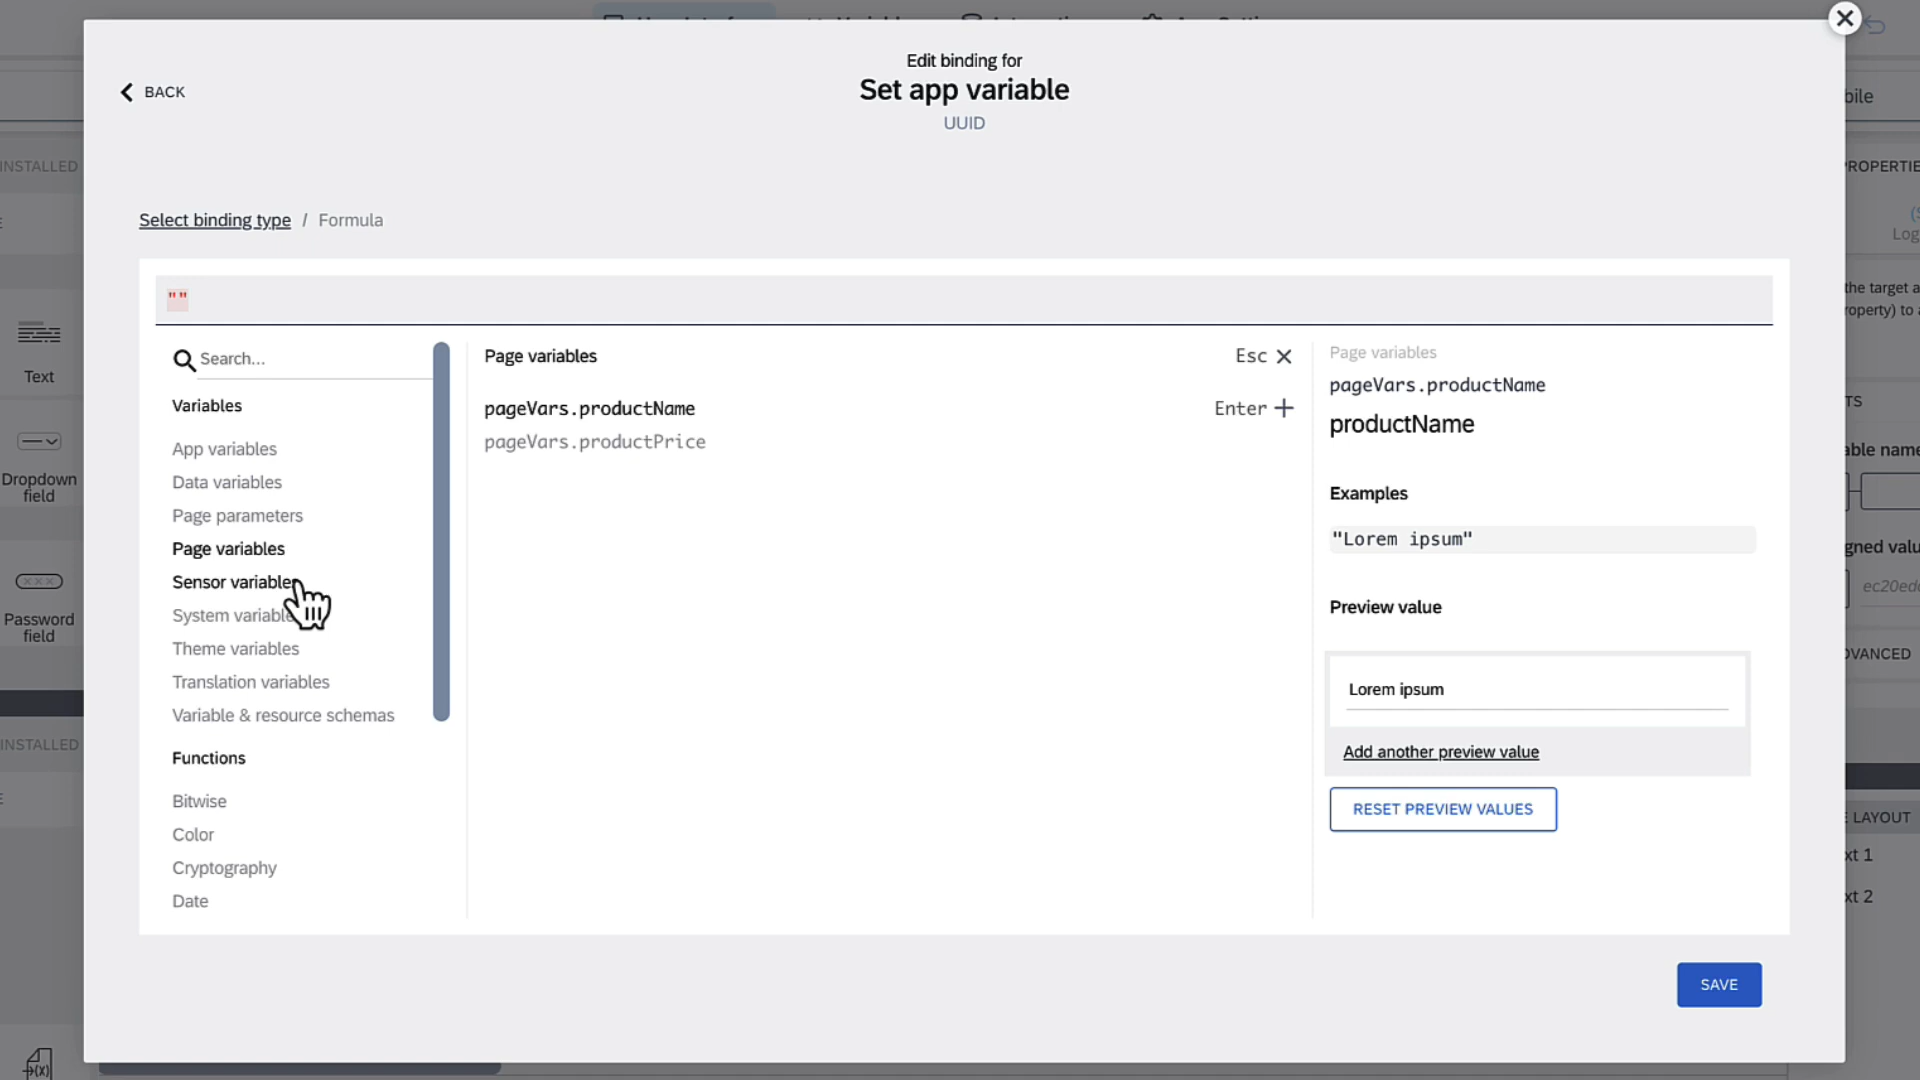 Edit binding for
BACK
Set app variable
UUID
INSTALLED
Select binding type / Formula
""
Search...
Variables
App variables
Data variables
Page parameters
Page variables
Sensor variables
System variable
Theme variables
Translation variables
Variable & resource schemas
Functions
Bitwise
Color
Cryptography
Date
Page variables
Esc
pageVars.productName
Enter
pageVars.productPrice
Page variables
pageVars.productName
productName
Examples
"Lorem ipsum"
Preview value
Lorem ipsum
Add another preview value
RESET PREVIEW VALUES
SAVE
Text
Dropdown
field
Password
field
INSTALLED
bile
ROPERTIE
Log
the target a
roperty) to a
TS
able name
gned valu
ec20ed
DVANCED
LAYOUT
xt 1
xt 2